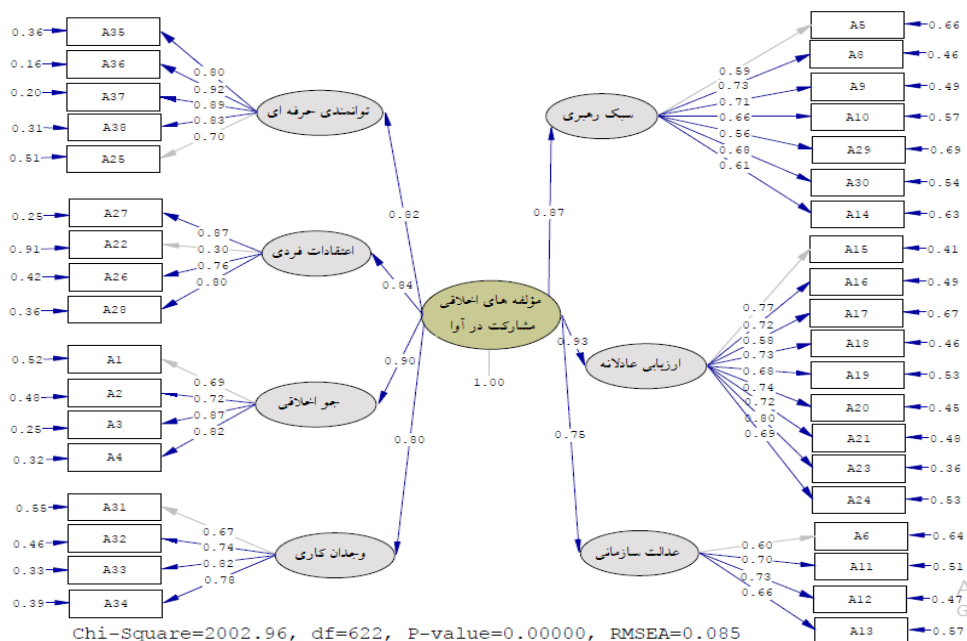 0.36 A35 0.80
0.16 A36 0.92
0.20 A37 0.89
0.31 A38 0.83
0.51 A25 0.70
توانمندی حرفه ای
0.82
0.25 A27 0.87
0.91 A22 0.30
0.42 A26 0.76
0.36 A28 0.80
اعتقادات فردی
0.84
0.52 A1 0.69
0.48 A2 0.72
0.25 A3 0.87
0.32 A4 0.82
جو اخلاقی
0.90
0.55 A31 0.67
0.46 A32 0.74
0.33 A33 0.82
0.39 A34 0.78
وجدان کاری
0.80
مؤلفه های اخلاقی
مشارکت در آوا
1.00
0.87
سبک رهبری
0.59 A5 0.66
0.73 A8 0.46
0.71 A9 0.49
0.66 A10 0.57
0.56 A29 0.69
0.68 A30 0.54
0.61 A14 0.63
0.93
ارزیابی عادلانه
0.77 A15 0.41
0.72 A16 0.49
0.58 A17 0.67
0.73 A18 0.46
0.68 A19 0.53
0.74 A20 0.45
0.72 A21 0.48
0.80 A23 0.36
0.69 A24 0.53
0.75
عدالت سازمانی
0.60 A6 0.64
0.70 A11 0.51
0.73 A12 0.47
0.66 A13 0.57
Chi-Square=2002.96, df=622, P-value=0.00000, RMSEA=0.085